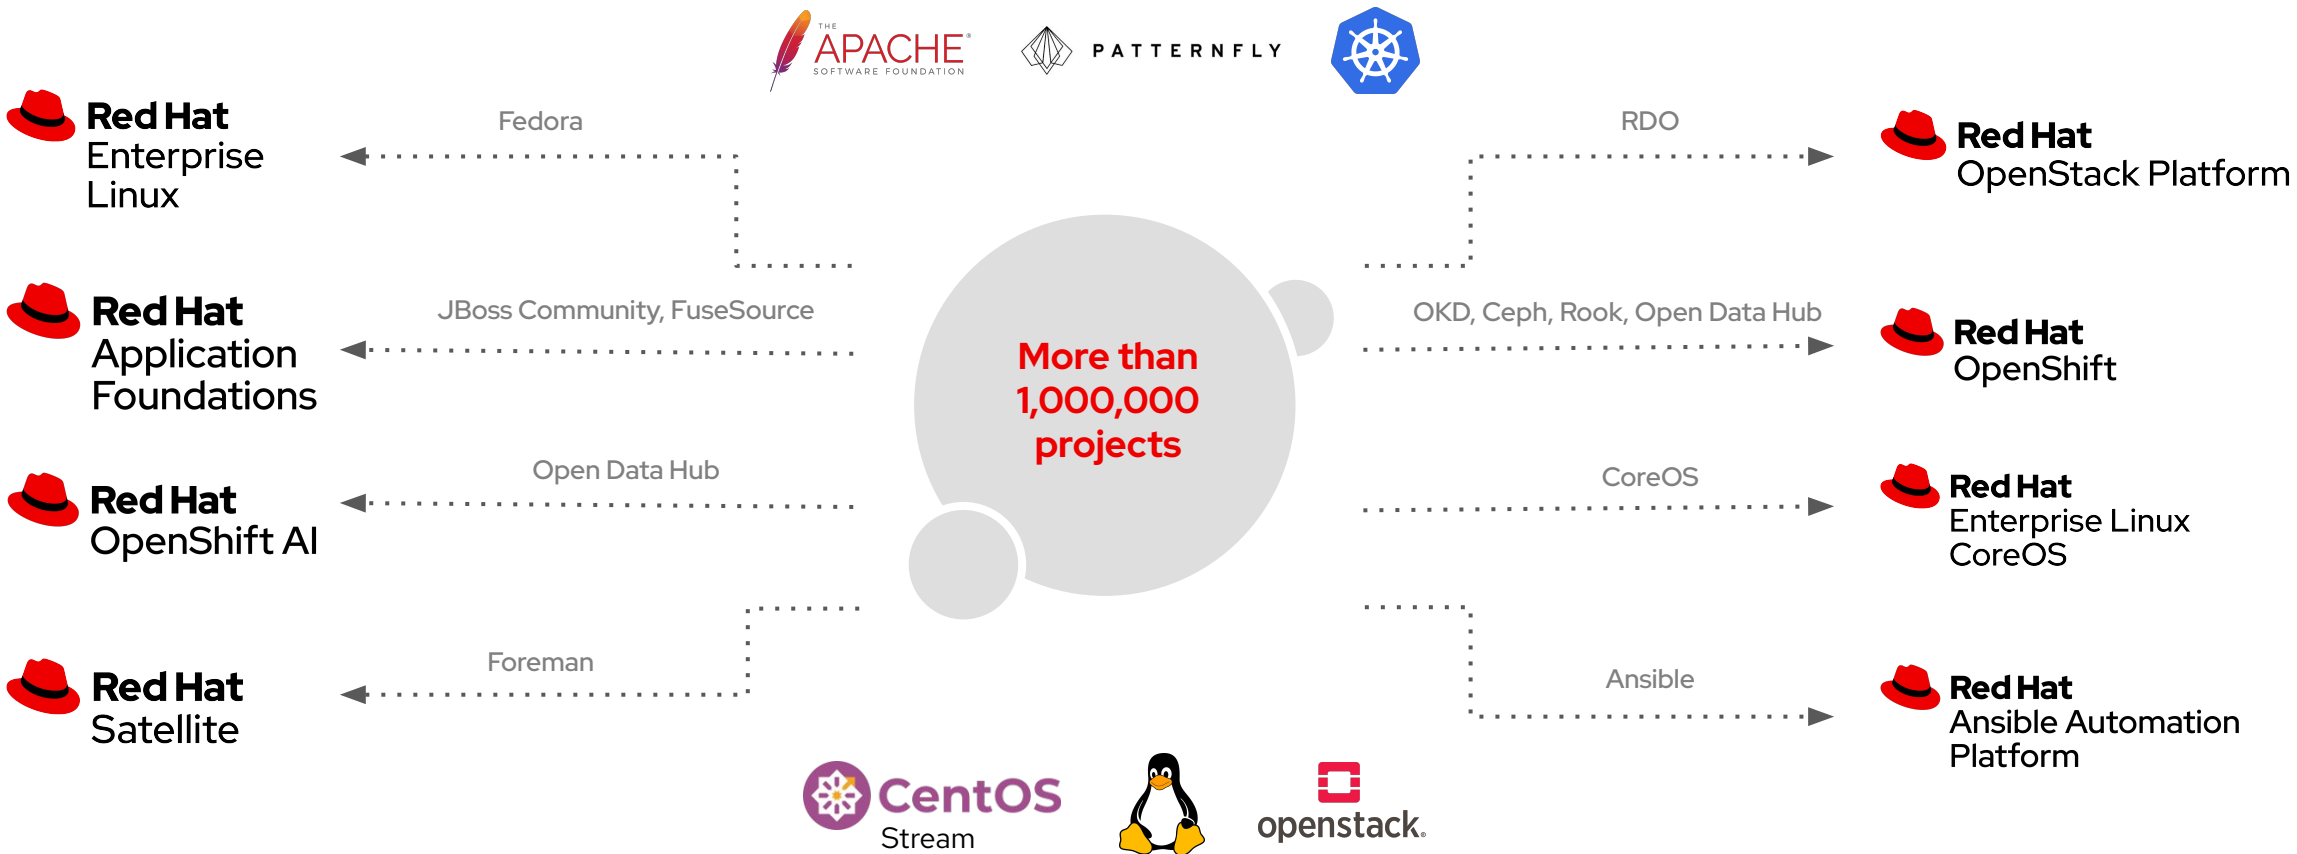 THE
APACHE®
SOFTWARE FOUNDATION
PATTERNFLY
Red Hat
Enterprise
Linux
Fedora
Red Hat
Application
Foundations
JBoss Community, FuseSource
Red Hat
OpenShift AI
Open Data Hub
Red Hat
Satellite
Foreman
More than
1,000,000
projects
RDO
Red Hat
OpenStack Platform
OKD, Ceph, Rook, Open Data Hub
Red Hat
OpenShift
CoreOS
Red Hat
Enterprise Linux
CoreOS
Ansible
Red Hat
Ansible Automation
Platform
CentOS
Stream
openstack®